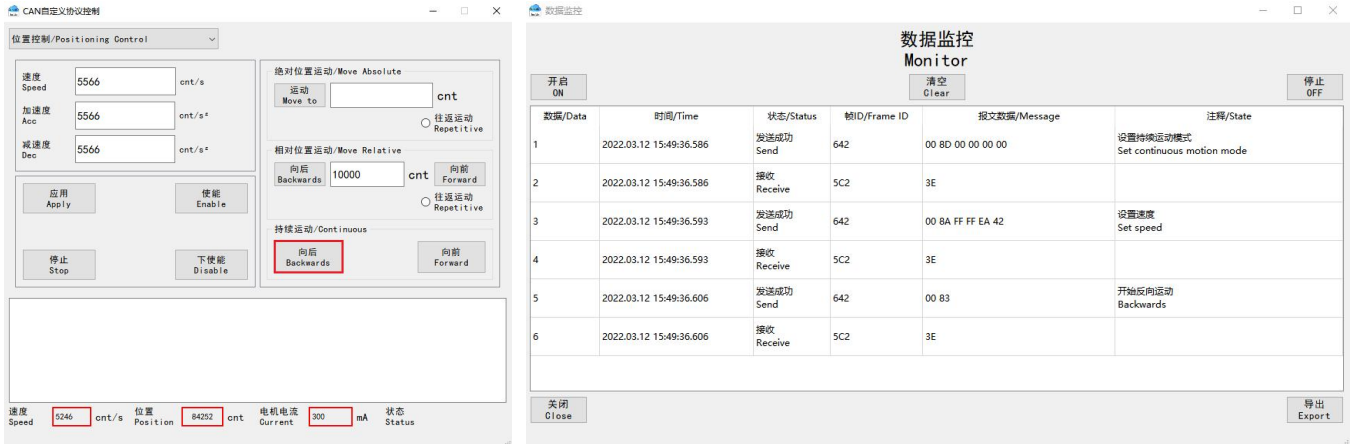 CAN自定义协议控制
位置控制/Positioning Control
速度
Speed
5566
cnt/s
加速度
Acc
5566
cnt/s²
减速度
Dec
5566
cnt/s²
应用
Apply
使能
Enable
停止
Stop
下使能
Disable
绝对位置运动/Move Absolute
运动
Move to
cnt
往返运动
Repetitive
相对位置运动/Move Relative
向后
Backwards
10000
cnt
向前
Forward
往返运动
Repetitive
持续运动/Continuous
向后
Backwards
向前
Forward
速度
Speed
5246
cnt/s
位置
Position
84252
cnt
电机电流
Current
300
mA
状态
Status
数据监控
数据监控
Monitor
开启
ON
清空
Clear
停止
OFF
数据/Data 时间/Time 状态/Status 帧ID/Frame ID 报文数据/Message 注释/State
1 2022.03.12 15:49:36.586 发送成功 Send 642 00 8D 00 00 00 00 设置持续运动模式 Set continuous motion mode
2 2022.03.12 15:49:36.586 接收 Receive 5C2 3E
3 2022.03.12 15:49:36.593 发送成功 Send 642 00 8A FF FF EA 42 设置速度 Set speed
4 2022.03.12 15:49:36.593 接收 Receive 5C2 3E
5 2022.03.12 15:49:36.606 发送成功 Send 642 00 83 开始反向运动 Backwards
6 2022.03.12 15:49:36.606 接收 Receive 5C2 3E
关闭
Close
导出
Export